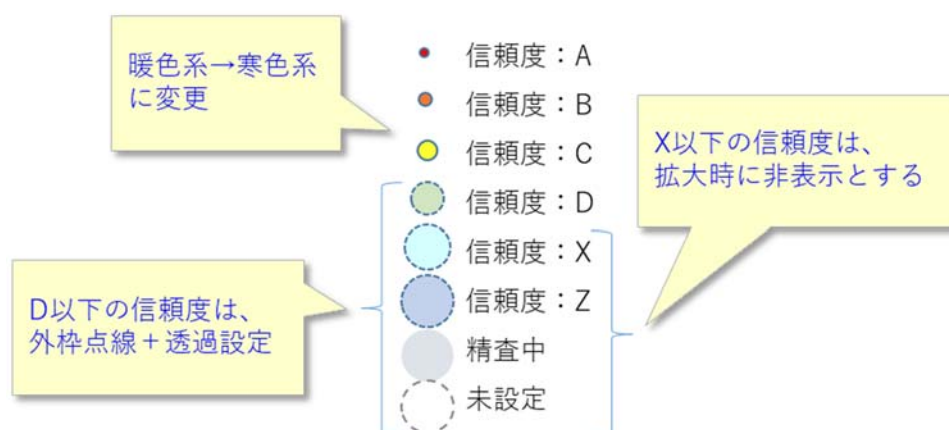 暖色系→寒色系
に変更
信頼度：A
信頼度：B
信頼度：C
信頼度：D
信頼度：X
信頼度：Z
精査中
未設定
X以下の信頼度は、
拡大時に非表示とする
D以下の信頼度は、
外枠点線＋透過設定